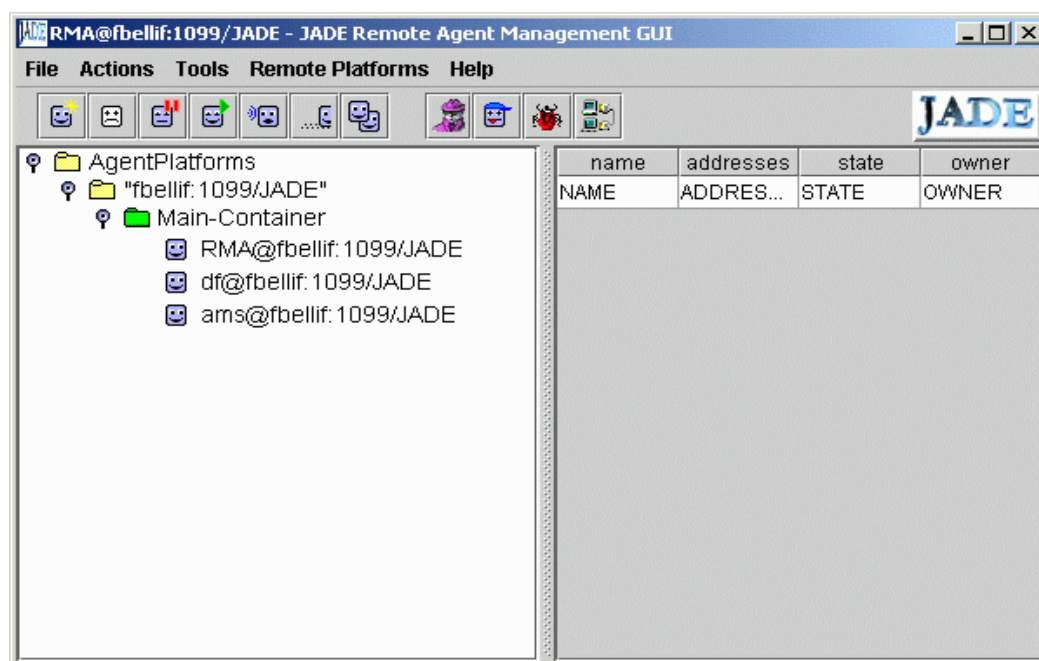 JADE RMA@fbellif:1099/JADE - JADE Remote Agent Management GUI
File Actions Tools Remote Platforms Help
JADE
AgentPlatforms
"fbellif:1099/JADE"
Main-Container
RMA@fbellif:1099/JADE
df@fbellif:1099/JADE
ams@fbellif:1099/JADE
name addresses state owner
NAME ADDRES... STATE OWNER